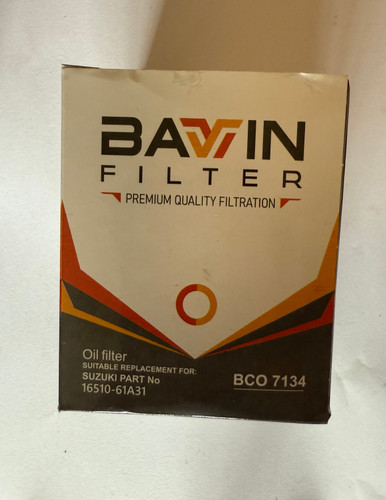 BAVVIN
FILTER
PREMIUM QUALITY FILTRATION
Oil filter
SUITABLE REPLACEMENT FOR:
SUZUKI PART No
16510-61A31
BCO 7134